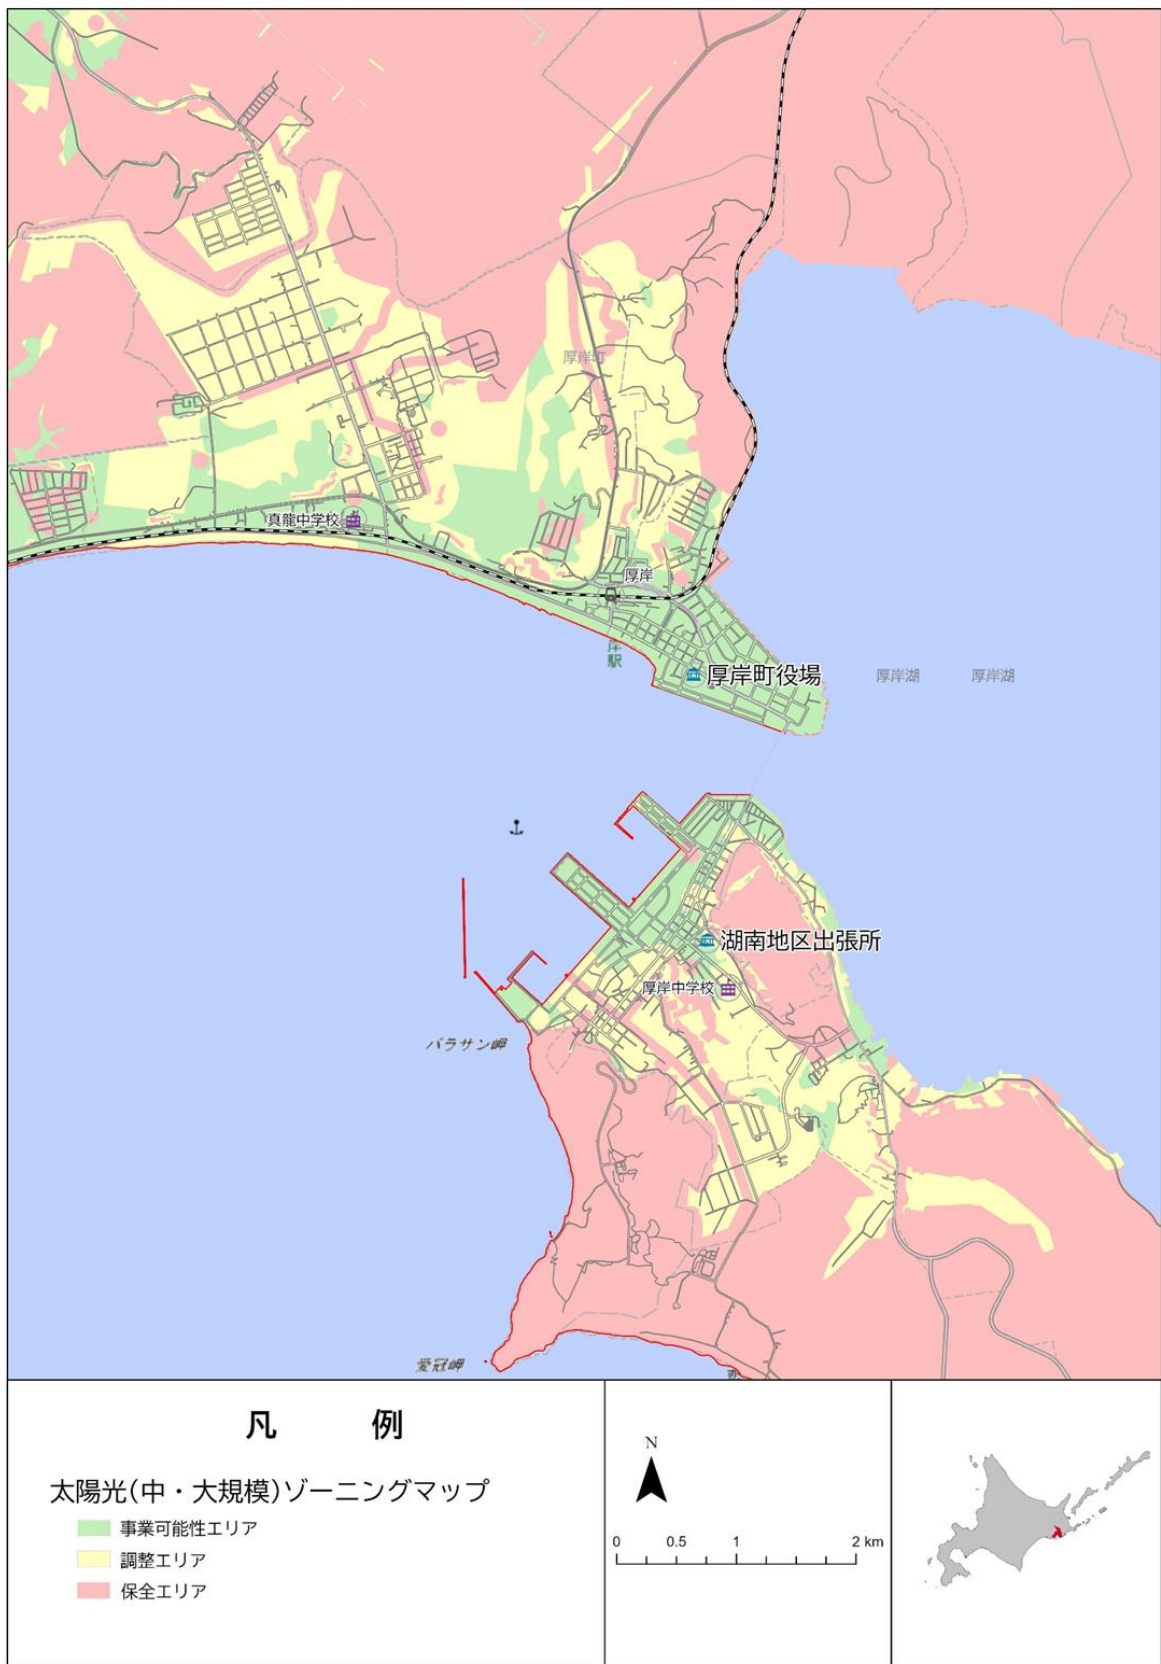 厚岸町
真龍中学校
厚岸
岸駅
厚岸町役場
厚岸湖 厚岸湖
湖南地区出張所
厚岸中学校
バラサン岬
愛冠岬
凡 例
太陽光(中・大規模)ゾーニングマップ
事業可能性エリア
調整エリア
保全エリア
N
0 0.5 1 2 km